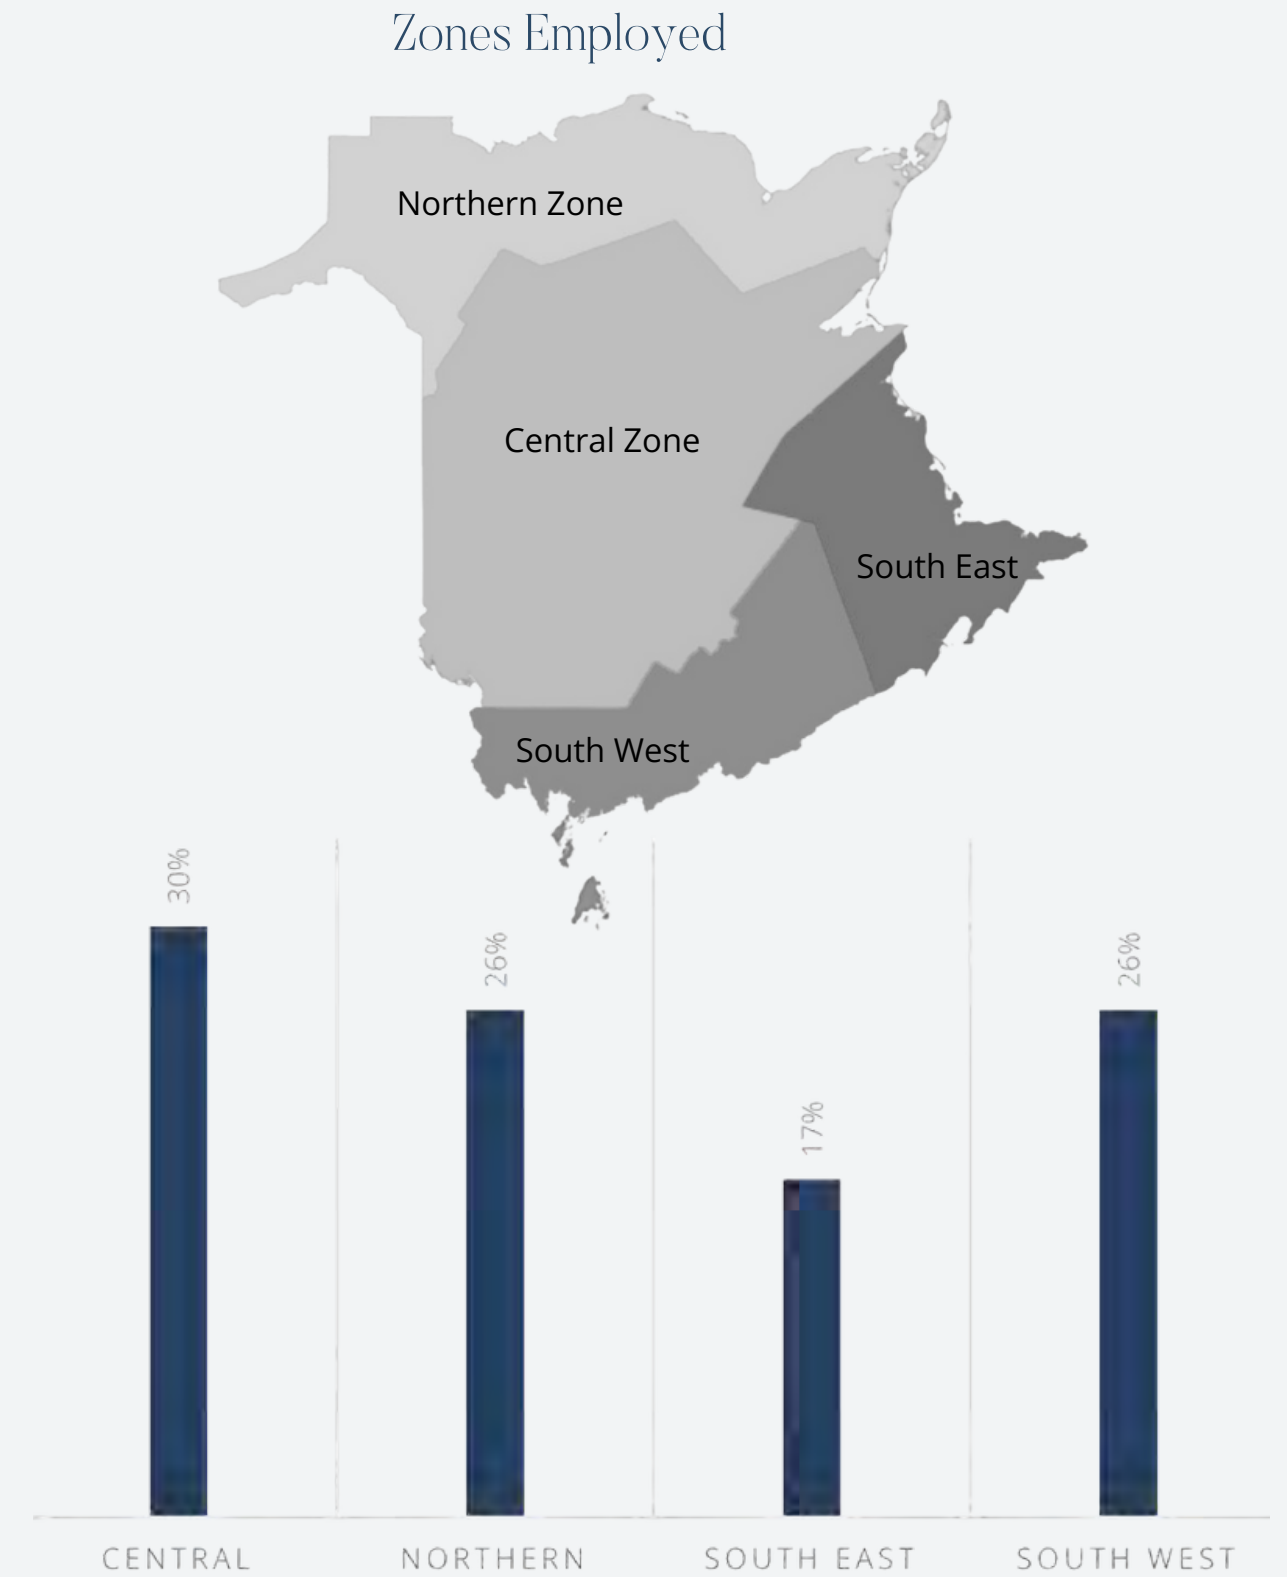 Zones Employed
Northern Zone
Central Zone
South East
South West
30%
26%
17%
26%
CENTRAL
NORTHERN
SOUTH EAST
SOUTH WEST